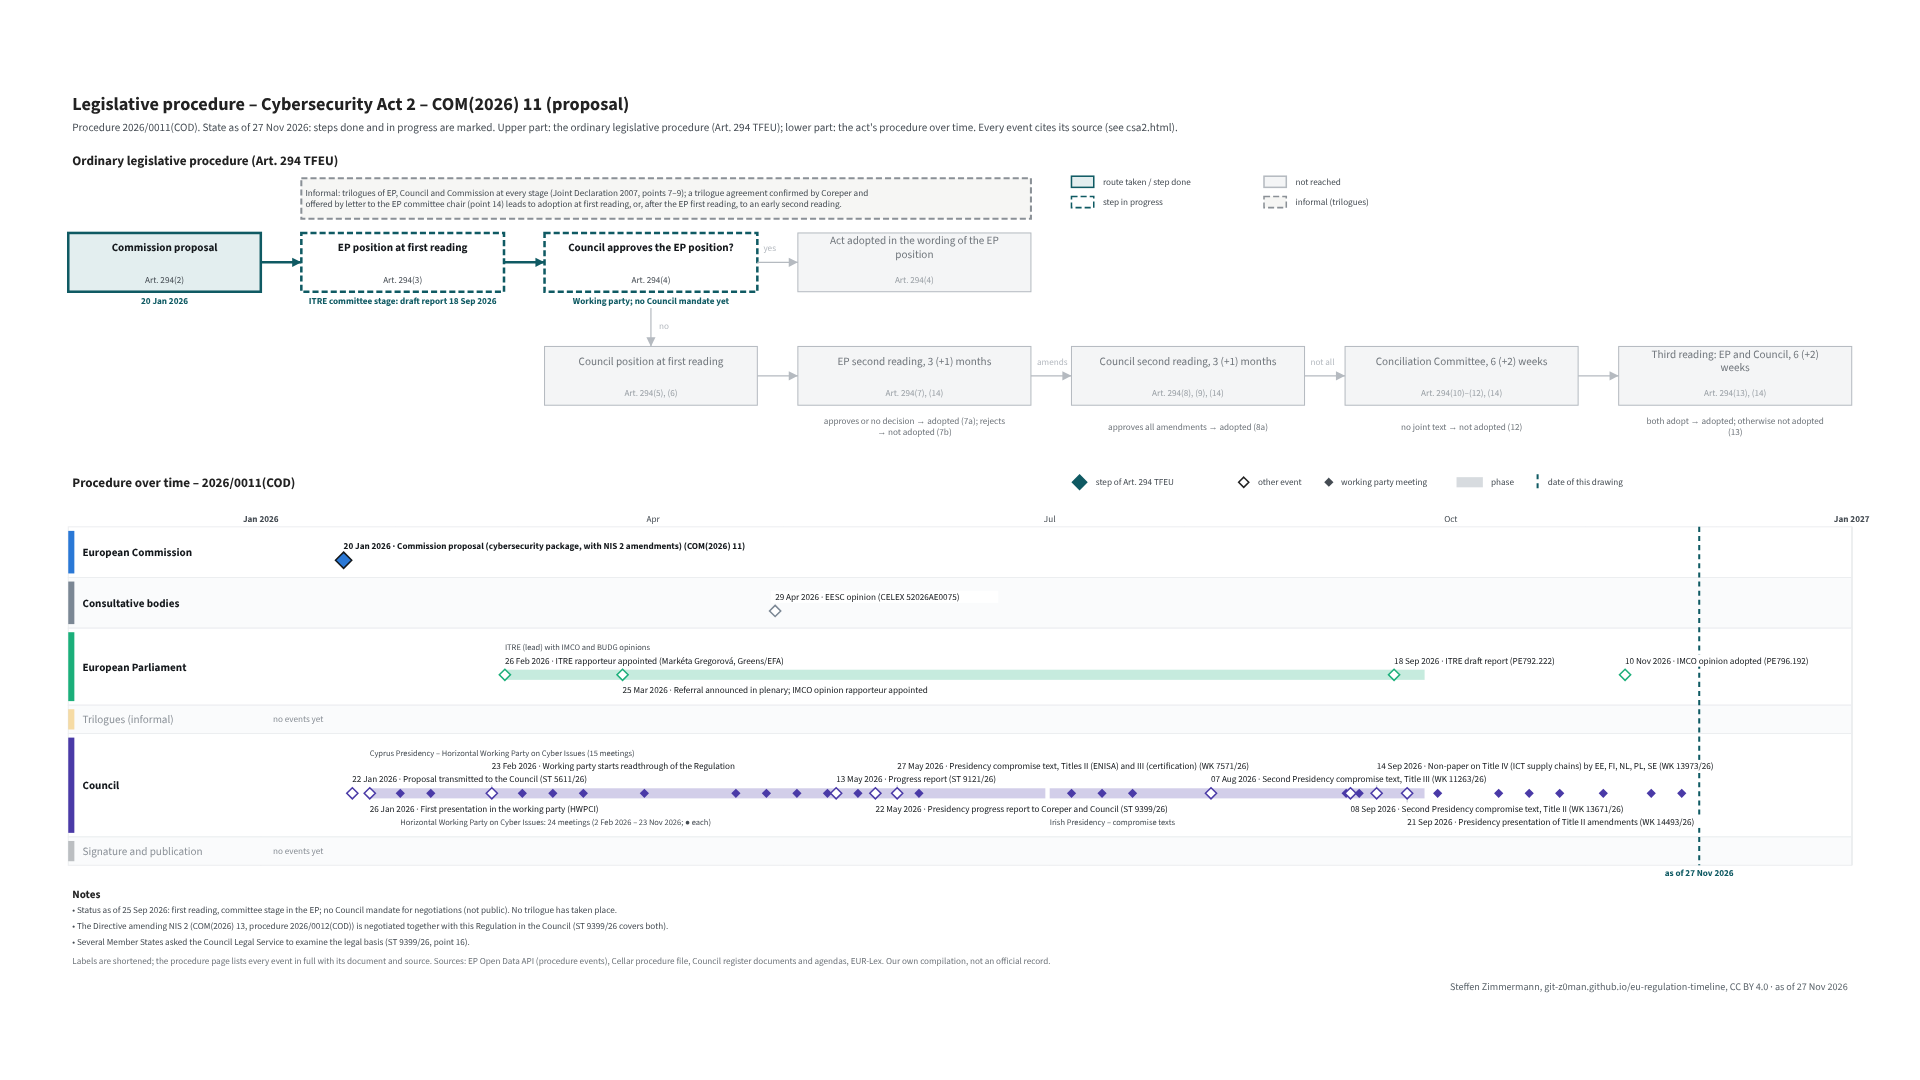 Legislative procedure – Cybersecurity Act 2 – COM(2026) 11 (proposal)
Procedure 2026/0011(COD). State as of 27 Nov 2026: steps done and in progress are marked. Upper part: the ordinary legislative procedure (Art. 294 TFEU); lower part: the act's procedure over time. Every event cites its source (see csa2.html).
Ordinary legislative procedure (Art. 294 TFEU)
Informal: trilogues of EP, Council and Commission at every stage (Joint Declaration 2007, points 7–9); a trilogue agreement confirmed by Coreper and
offered by letter to the EP committee chair (point 14) leads to adoption at first reading, or, after the EP first reading, to an early second reading.
route taken / step done
not reached
step in progress
informal (trilogues)
Commission proposal
Art. 294(2)
20 Jan 2026
EP position at first reading
Art. 294(3)
ITRE committee stage: draft report 18 Sep 2026
Council approves the EP position?
Art. 294(4)
Working party; no Council mandate yet
yes
Act adopted in the wording of the EP
position
Art. 294(4)
no
Council position at first reading
Art. 294(5), (6)
EP second reading, 3 (+1) months
Art. 294(7), (14)
approves or no decision → adopted (7a); rejects
→ not adopted (7b)
amends
Council second reading, 3 (+1) months
Art. 294(8), (9), (14)
approves all amendments → adopted (8a)
not all
Conciliation Committee, 6 (+2) weeks
Art. 294(10)–(12), (14)
no joint text → not adopted (12)
Third reading: EP and Council, 6 (+2)
weeks
Art. 294(13), (14)
both adopt → adopted; otherwise not adopted
(13)
Procedure over time – 2026/0011(COD)
step of Art. 294 TFEU
other event
working party meeting
phase
date of this drawing
Jan 2026
Apr
Jul
Oct
Jan 2027
European Commission
20 Jan 2026 · Commission proposal (cybersecurity package, with NIS 2 amendments) (COM(2026) 11)
Consultative bodies
29 Apr 2026 · EESC opinion (CELEX 52026AE0075)
European Parliament
ITRE (lead) with IMCO and BUDG opinions
26 Feb 2026 · ITRE rapporteur appointed (Markéta Gregorová, Greens/EFA)
18 Sep 2026 · ITRE draft report (PE792.222)
10 Nov 2026 · IMCO opinion adopted (PE796.192)
25 Mar 2026 · Referral announced in plenary; IMCO opinion rapporteur appointed
Trilogues (informal)
no events yet
Council
Cyprus Presidency – Horizontal Working Party on Cyber Issues (15 meetings)
23 Feb 2026 · Working party starts readthrough of the Regulation
27 May 2026 · Presidency compromise text, Titles II (ENISA) and III (certification) (WK 7571/26)
14 Sep 2026 · Non-paper on Title IV (ICT supply chains) by EE, FI, NL, PL, SE (WK 13973/26)
22 Jan 2026 · Proposal transmitted to the Council (ST 5611/26)
13 May 2026 · Progress report (ST 9121/26)
07 Aug 2026 · Second Presidency compromise text, Title III (WK 11263/26)
26 Jan 2026 · First presentation in the working party (HWPCI)
22 May 2026 · Presidency progress report to Coreper and Council (ST 9399/26)
08 Sep 2026 · Second Presidency compromise text, Title II (WK 13671/26)
Horizontal Working Party on Cyber Issues: 24 meetings (2 Feb 2026 – 23 Nov 2026; ● each)
Irish Presidency – compromise texts
21 Sep 2026 · Presidency presentation of Title II amendments (WK 14493/26)
Signature and publication
no events yet
as of 27 Nov 2026
Notes
• Status as of 25 Sep 2026: first reading, committee stage in the EP; no Council mandate for negotiations (not public). No trilogue has taken place.
• The Directive amending NIS 2 (COM(2026) 13, procedure 2026/0012(COD)) is negotiated together with this Regulation in the Council (ST 9399/26 covers both).
• Several Member States asked the Council Legal Service to examine the legal basis (ST 9399/26, point 16).
Labels are shortened; the procedure page lists every event in full with its document and source. Sources: EP Open Data API (procedure events), Cellar procedure file, Council register documents and agendas, EUR-Lex. Our own compilation, not an official record.
Steffen Zimmermann, git-z0man.github.io/eu-regulation-timeline, CC BY 4.0 · as of 27 Nov 2026